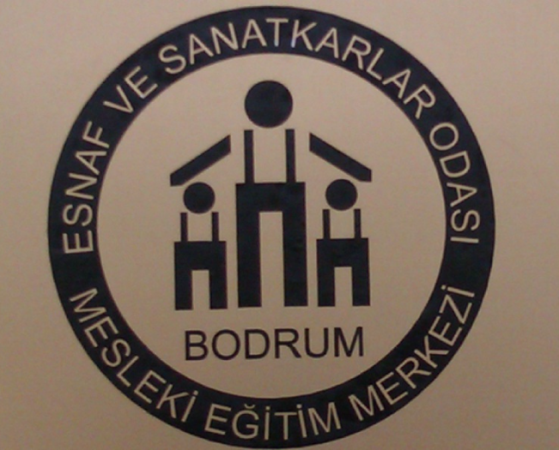 ESNAF VE SANATKARLAR ODASI
BODRUM
MESLEKİ EĞİTİM MERKEZİ